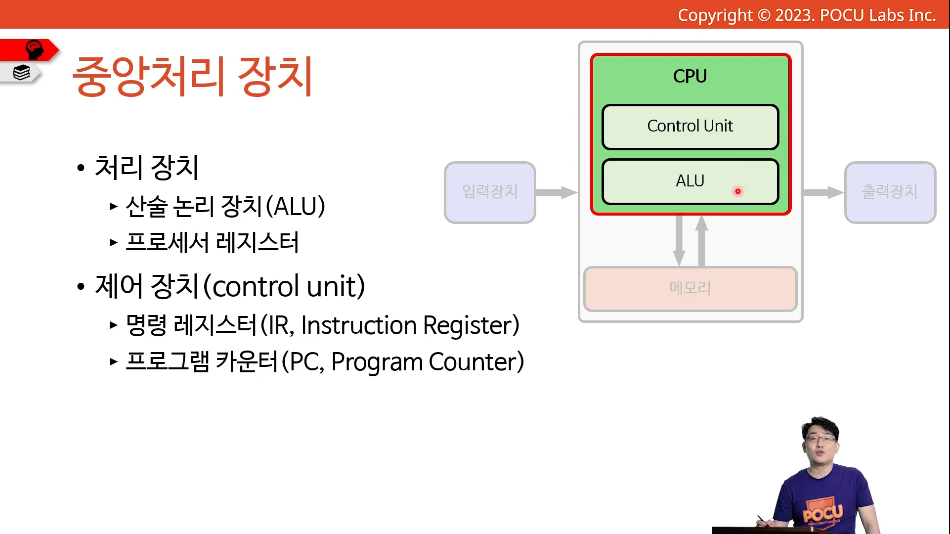 Copyright © 2023. POCU Labs Inc.
중앙처리 장치
• 처리 장치
▸ 산술 논리 장치(ALU)
▸ 프로세서 레지스터
• 제어 장치(control unit)
▸ 명령 레지스터(IR, Instruction Register)
▸ 프로그램 카운터(PC, Program Counter)
CPU
Control Unit
ALU
입력장치
출력장치
메모리
POCU